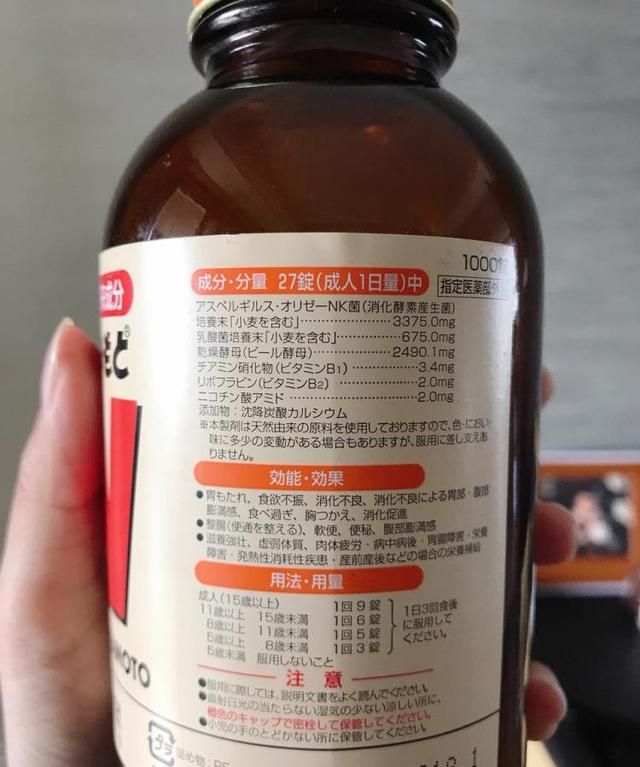 1000錠
成分・分量 27錠(成人1日量)中
指定医薬部外
成分
もと®
アスペルギルス・オリゼーNK菌(消化酵素産生菌)
培養末「小麦を含む」……3375.0mg
乳酸菌培養末「小麦を含む」……675.0mg
乾燥酵母(ビール酵母)……2490.1mg
チアミン硝化物(ビタミンB1)……3.4mg
リボフラビン(ビタミンB2)……2.0mg
ニコチン酸アミド……2.0mg
添加物:沈降炭酸カルシウム
※本製剤は天然由来の原料を使用しておりますので、色・におい・
味に多少の変動がある場合もありますが、服用に差し支えあ
りません。
効能・効果
●胃もたれ、食欲不振、消化不良、消化不良による胃部・腹部
膨満感、食べ過ぎ、胸つかえ、消化促進
●整腸(便通を整える)、軟便、便秘、腹部膨満感
●滋養強壮、虚弱体質、肉体疲労・病中病後・胃腸障害・栄養
障害・発熱性消耗性疾患・産前産後などの場合の栄養補給
用法・用量
成人(15歳以上) 1回9錠
11歳以上 15歳未満 1回6錠
8歳以上 11歳未満 1回5錠
5歳以上 8歳未満 1回3錠
5歳未満 服用しないこと
1日3回食後
に服用して
ください。
注意
●服用に際しては、説明文書をよく読んでください。
●直射日光の当たらない湿気の少ない涼しい所に、
橙色のキャップで密栓して保管してください。
●小児の手のとどかない所に保管してください。
AMOTO
プラ
詰め物:PE